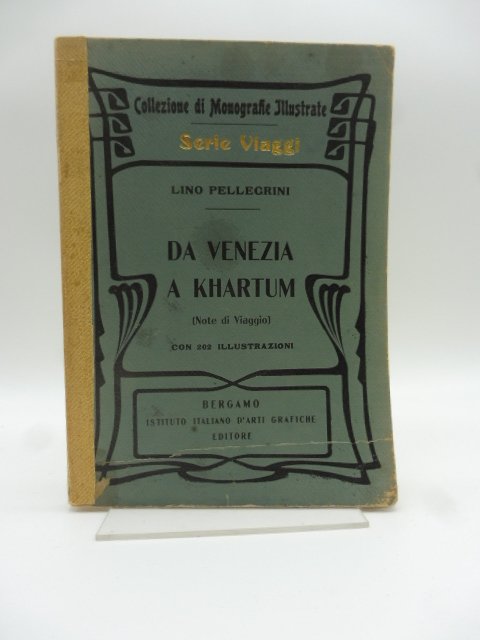 Collezione di Monografie Illustrate
Serie Viaggi
LINO PELLEGRINI
DA VENEZIA
A KHARTUM
(Note di Viaggio)
CON 202 ILLUSTRAZIONI
BERGAMO
ISTITUTO ITALIANO D'ARTI GRAFICHE
EDITORE